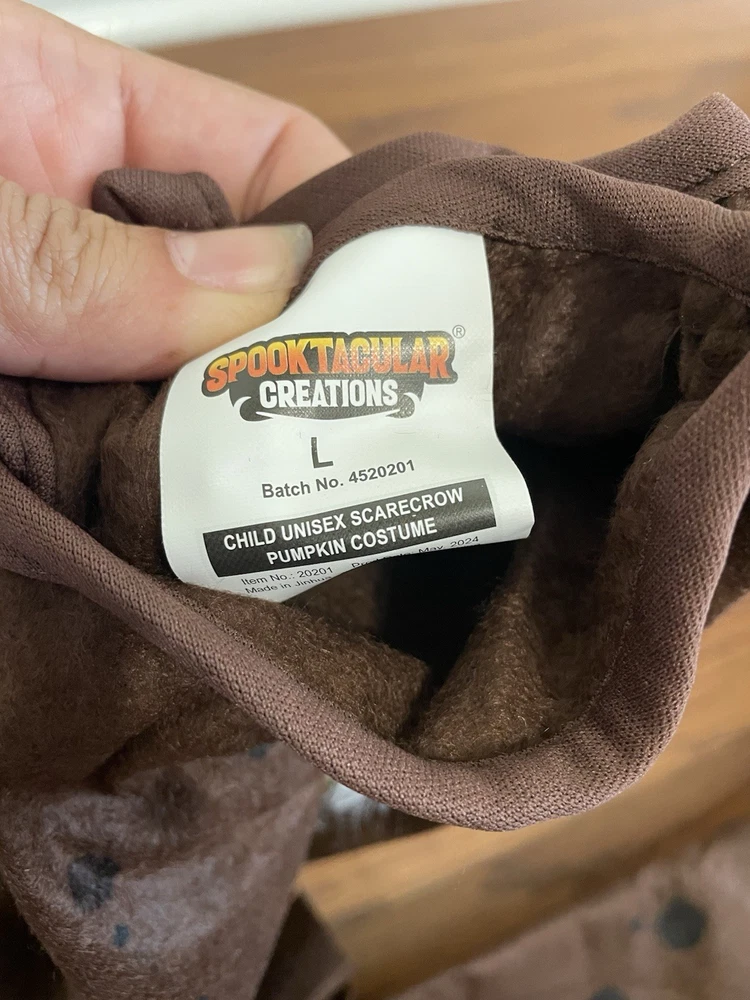 SPOOKTACULAR®
CREATIONS
L
Batch No. 4520201
CHILD UNISEX SCARECROW
PUMPKIN COSTUME
Item No.: 20201 May, 2024
Made in